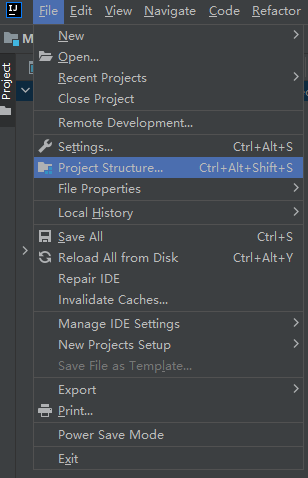 IJ File Edit View Navigate Code Refactor
M
Project
New
Open...
Recent Projects
Close Project
Remote Development...
Settings... Ctrl+Alt+S
Project Structure... Ctrl+Alt+Shift+S
File Properties
Local History
Save All Ctrl+S
Reload All from Disk Ctrl+Alt+Y
Repair IDE
Invalidate Caches...
Manage IDE Settings
New Projects Setup
Save File as Template...
Export
Print...
Power Save Mode
Exit